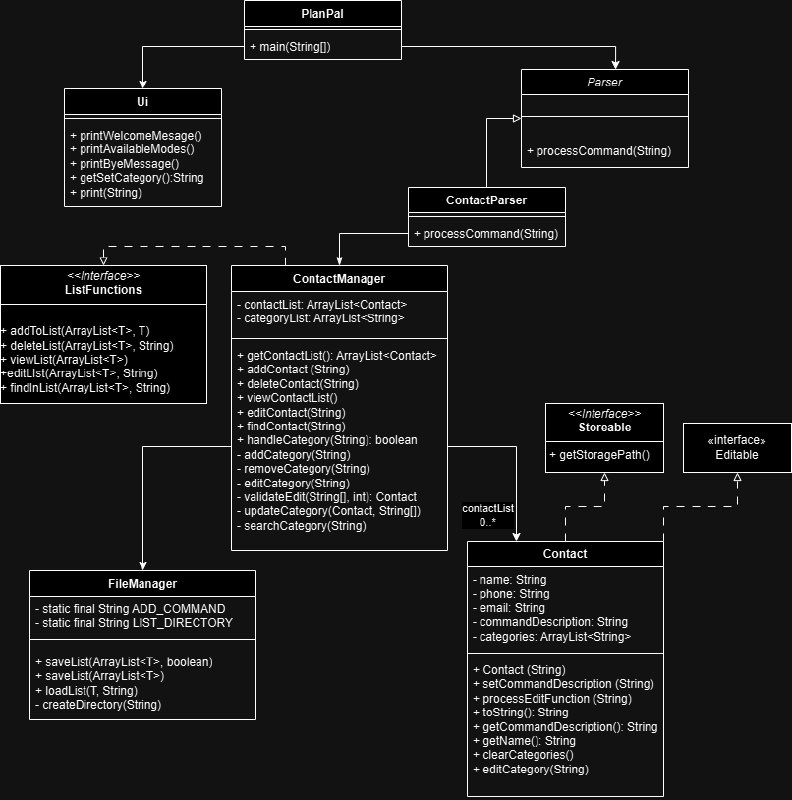 PlanPal
+ main(String[])
Parser
+ processCommand(String)
Ui
+ printWelcomeMesage()
+ printAvailableModes()
+ printByeMessage()
+ getSetCategory():String
+ print(String)
ContactParser
+ processCommand(String)
<<Interface>>
ListFunctions
+ addToList(ArrayList<T>, T)
+ deleteList(ArrayList<T>, String)
+ viewList(ArrayList<T>)
+editList(ArrayList<T>, String)
+ findInList(ArrayList<T>, String)
ContactManager
- contactList: ArrayList<Contact>
- categoryList: ArrayList<String>
+ getContactList(): ArrayList<Contact>
+ addContact (String)
+ deleteContact(String)
+ viewContactList()
+ editContact(String)
+ findContact(String)
+ handleCategory(String): boolean
- addCategory(String)
- removeCategory(String)
- editCategory(String)
- validateEdit(String[], int): Contact
- updateCategory(Contact, String[])
- searchCategory(String)
<<Interface>>
Storeable
+ getStoragePath()
«interface»
Editable
contactList
0..*
FileManager
- static final String ADD_COMMAND
- static final String LIST_DIRECTORY
+ saveList(ArrayList<T>, boolean)
+ saveList(ArrayList<T>)
+ loadList(T, String)
- createDirectory(String)
Contact
- name: String
- phone: String
- email: String
- commandDescription: String
- categories: ArrayList<String>
+ Contact (String)
+ setCommandDescription (String)
+ processEditFunction (String)
+ toString(): String
+ getCommandDescription(): String
+ getName(): String
+ clearCategories()
+ editCategory(String)